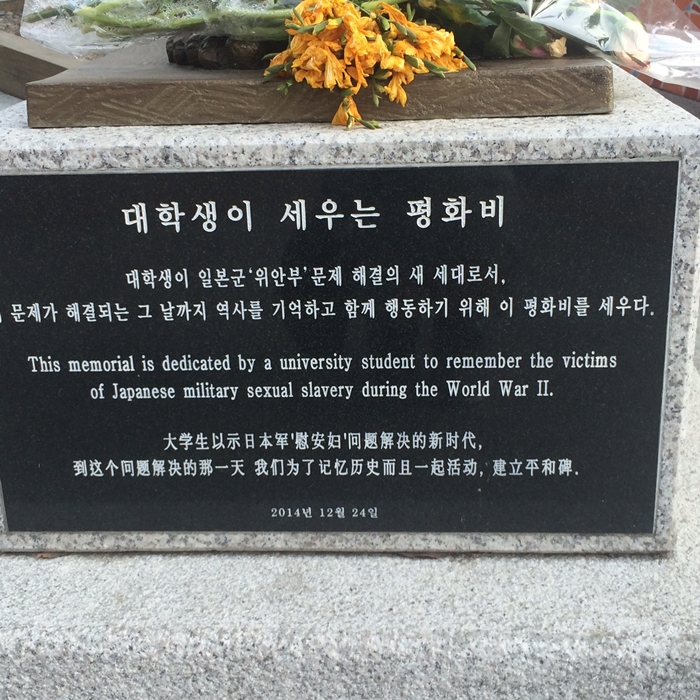 대학생이 세우는 평화비
대학생이 일본군 '위안부' 문제 해결의 새 세대로서,
문제가 해결되는 그 날까지 역사를 기억하고 함께 행동하기 위해 이 평화비를 세우다.
This memorial is dedicated by a university student to remember the victims
of Japanese military sexual slavery during the World War II.
大学生以示日本军'慰安妇'问题解决的新时代,
到这个问题解决的那一天 我们为了记忆历史而且一起活动, 建立平和碑.
2014년 12월 24일